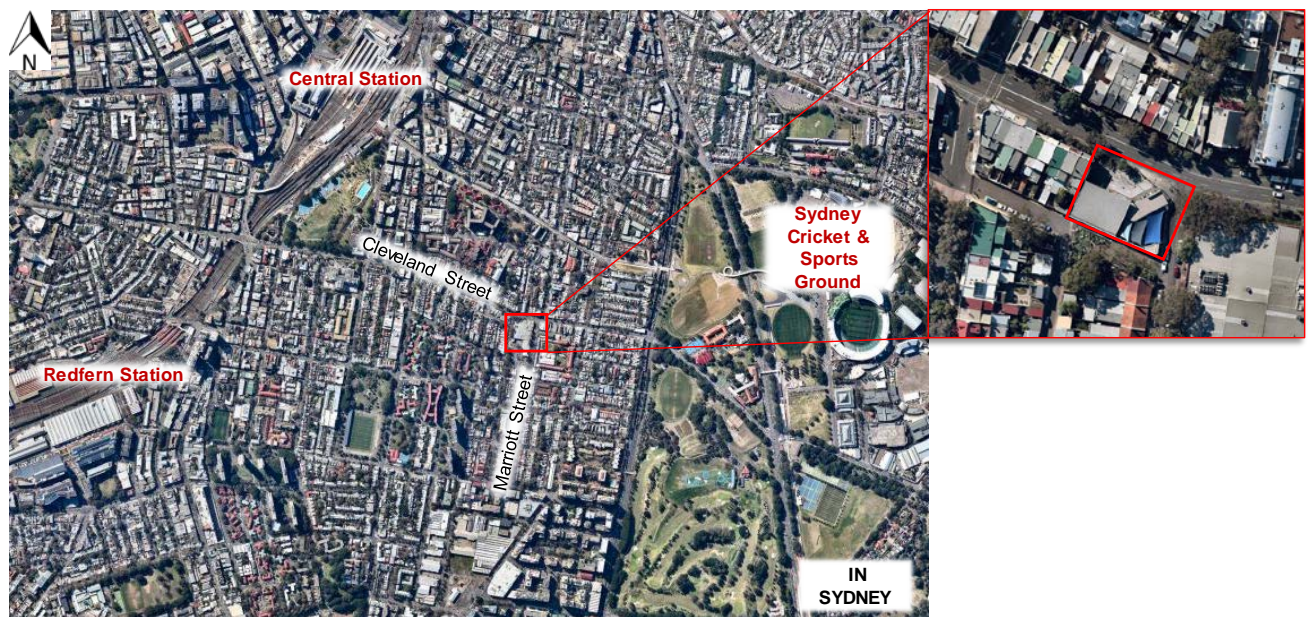 N
Central Station
Cleveland Street
Sydney
Cricket &
Sports
Ground
Redfern Station
Marriott Street
IN
SYDNEY